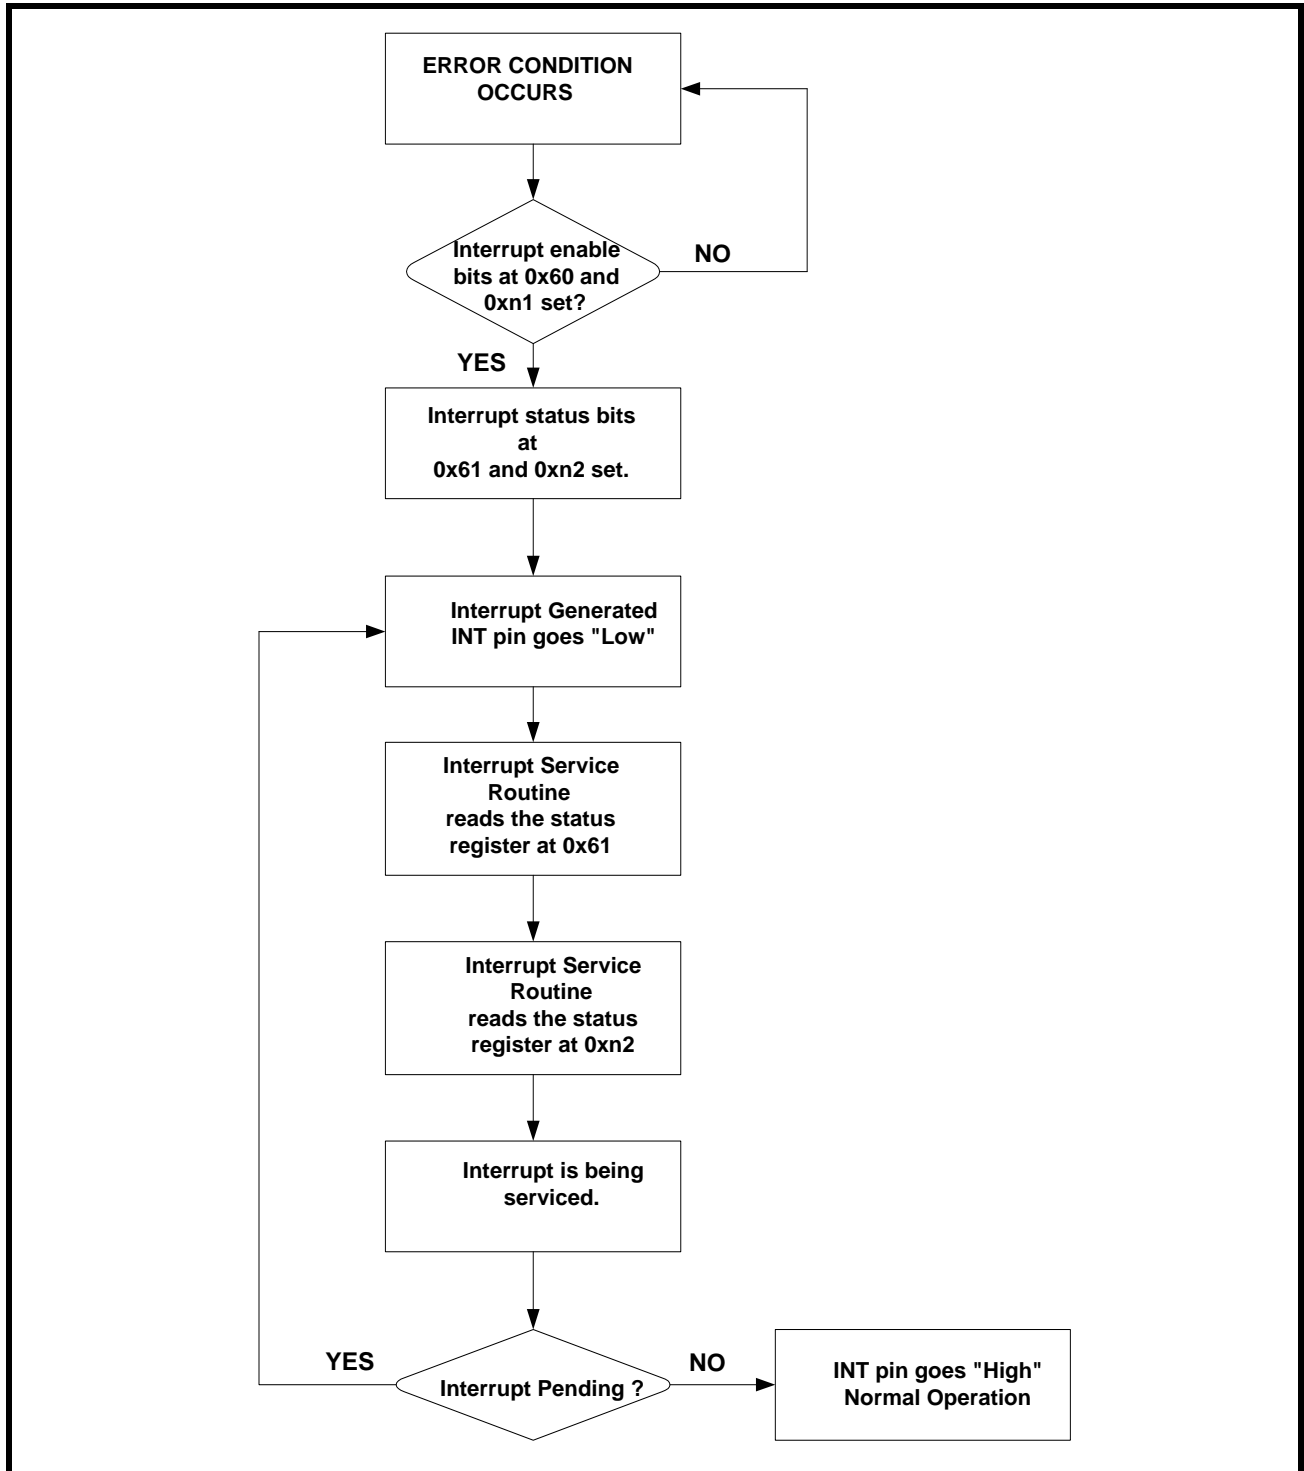 ERROR CONDITION
OCCURS
Interrupt enable
bits at 0x60 and
0xn1 set?
NO
YES
Interrupt status bits
at
0x61 and 0xn2 set.
Interrupt Generated
INT pin goes "Low"
Interrupt Service
Routine
reads the status
register at 0x61
Interrupt Service
Routine
reads the status
register at 0xn2
Interrupt is being
serviced.
YES
Interrupt Pending ?
NO
INT pin goes "High"
Normal Operation